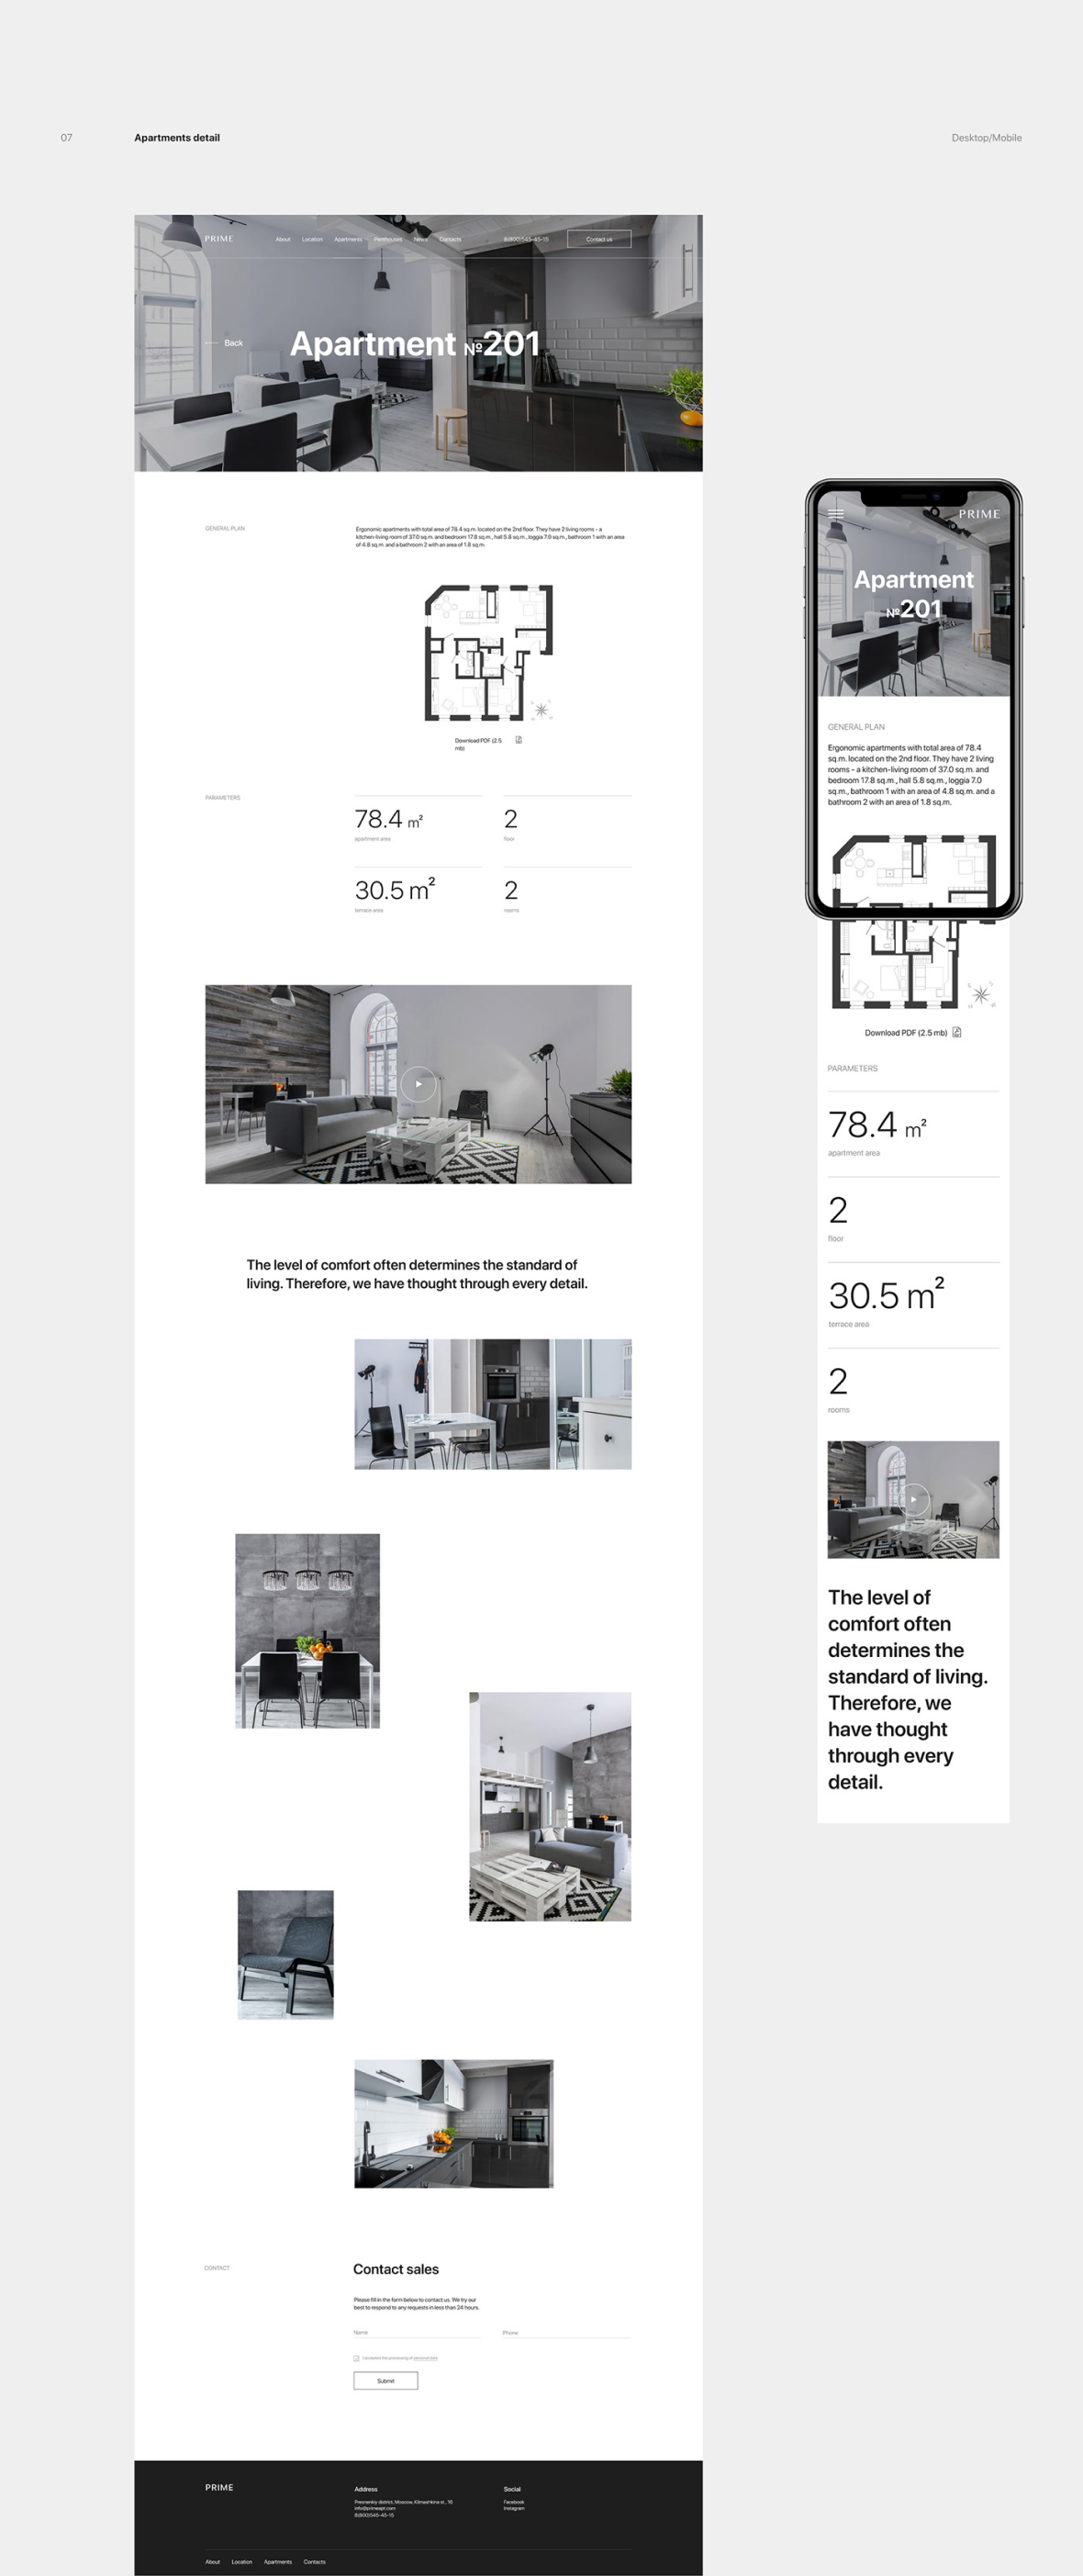 07
Apartments detail
Desktop/Mobile
PRIME
About Location Apartments Penthouses News Contacts
8(800)545-45-15
Contact us
Back
Apartment №201
GENERAL PLAN
Ergonomic apartments with total area of 78.4 sq.m. located on the 2nd floor. They have 2 living rooms - a
kitchen-living room of 37.0 sq.m. and bedroom 17.8 sq.m., hall 5.8 sq.m., loggia 7.0 sq.m., bathroom 1 with an area
of 4.8 sq.m. and a bathroom 2 with an area of 1.8 sq.m.
Download PDF (2.5
mb)
PARAMETERS
78.4 m²
apartment area
2
floor
30.5 m²
terrace area
2
rooms
The level of comfort often determines the standard of
living. Therefore, we have thought through every detail.
CONTACT
Contact sales
Please fill in the form below to contact us. We try our
best to respond to any requests in less than 24 hours.
Name
Phone
I accepted the processing of personal data
Submit
PRIME
Address
Presnenskiy district, Moscow, Klimashkina st., 16
info@primeapt.com
8(800)545-45-15
Social
Facebook
Instagram
About Location Apartments Contacts
PRIME
Apartment
№201
GENERAL PLAN
Ergonomic apartments with total area of 78.4
sq.m. located on the 2nd floor. They have 2 living
rooms - a kitchen-living room of 37.0 sq.m. and
bedroom 17.8 sq.m., hall 5.8 sq.m., loggia 7.0
sq.m., bathroom 1 with an area of 4.8 sq.m. and a
bathroom 2 with an area of 1.8 sq.m.
Download PDF (2.5 mb)
PARAMETERS
78.4 m²
apartment area
2
floor
30.5 m²
terrace area
2
rooms
The level of
comfort often
determines the
standard of living.
Therefore, we
have thought
through every
detail.